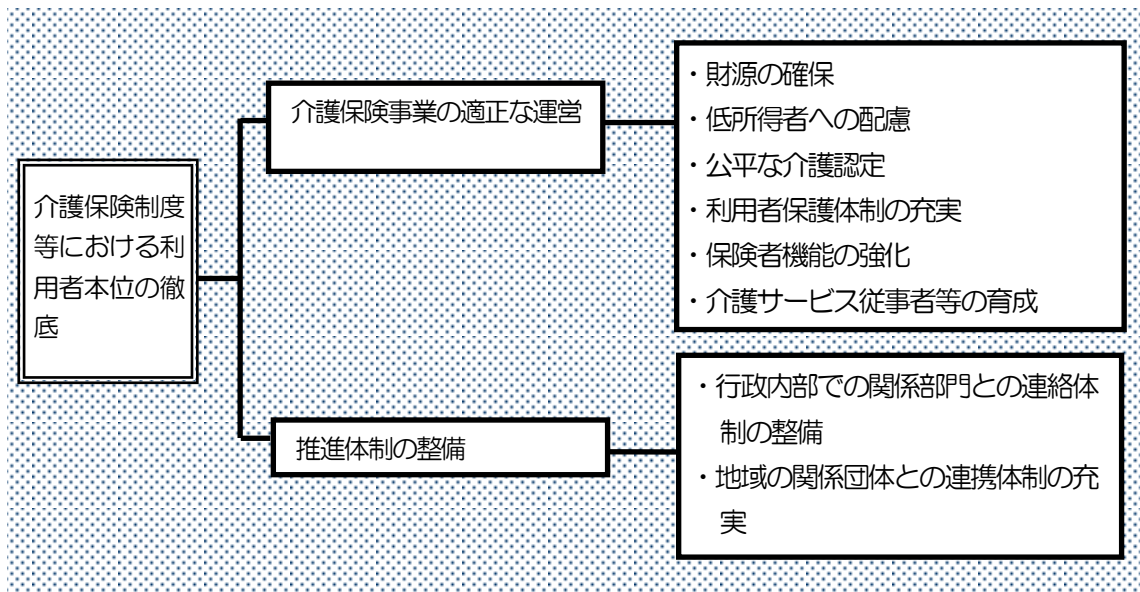 介護保険制度
等における利
用者本位の徹
底
介護保険事業の適正な運営
・財源の確保
・低所得者への配慮
・公平な介護認定
・利用者保護体制の充実
・保険者機能の強化
・介護サービス従事者等の育成
推進体制の整備
・行政内部での関係部門との連絡体
制の整備
・地域の関係団体との連携体制の充
実